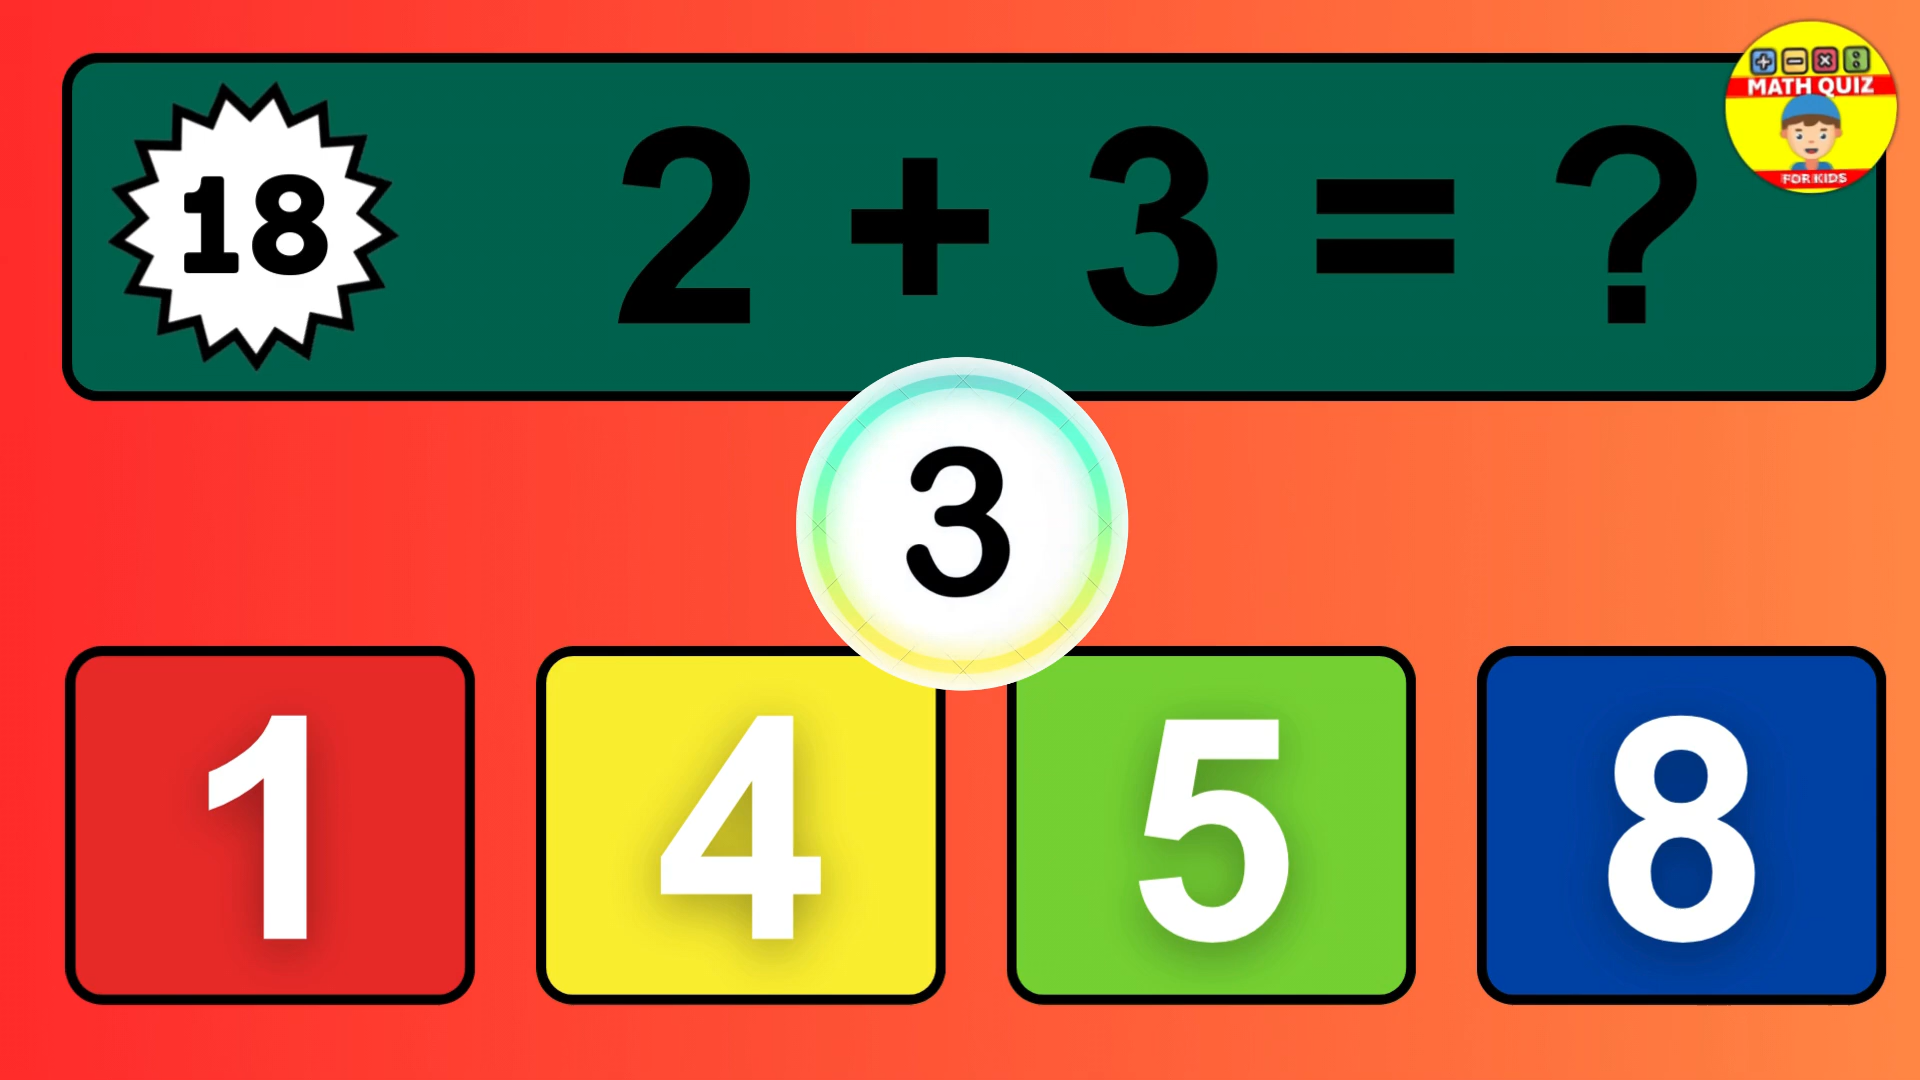 18
2 + 3 = ?
+ - × :
MATH QUIZ
FOR KIDS
3
1 4 5 8